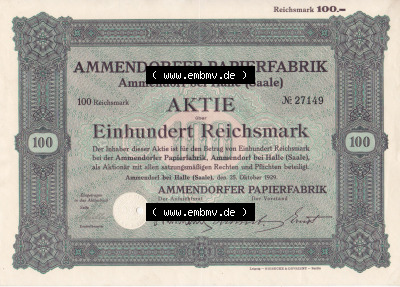 Reichsmark 100.—
AMMENDORFER PAPIERFABRIK
( www.embmv.de )
Ammendorf bei Halle (Saale)
100 Reichsmark
AKTIE
№ 27149
über
Einhundert Reichsmark
100
100
Der Inhaber dieser Aktie ist für den Betrag von Einhundert Reichsmark
bei der Ammendorfer Papierfabrik, Ammendorf bei Halle (Saale),
als Aktionär mit allen satzungsmäßigen Rechten und Pflichten beteiligt.
Ammendorf bei Halle (Saale), den 25. Oktober 1929.
AMMENDORFER PAPIERFABRIK
Der Aufsichtsrat
Der Vorstand
( www.embmv.de )